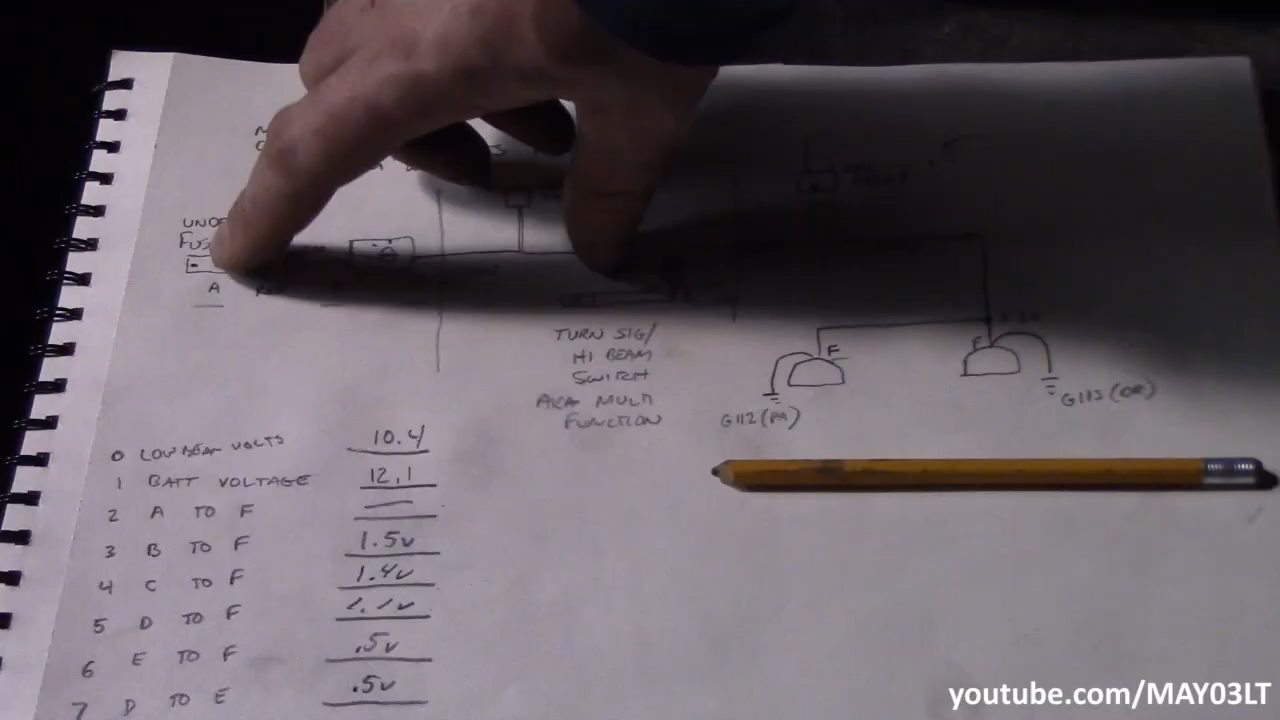 UNDE
FUS
A
TURN SIG/
HI BEAM
SWITCH
AKA MULTI
FUNCTION
F
F
G112 (PA)
G113 (DR)
0 LOW BEAM VOLTS 10.4
1 BATT VOLTAGE 12.1
2 A TO F —
3 B TO F 1.5v
4 C TO F 1.4v
5 D TO F 1.1v
6 E TO F .5v
7 D TO E .5v
youtube.com/MAY03LT